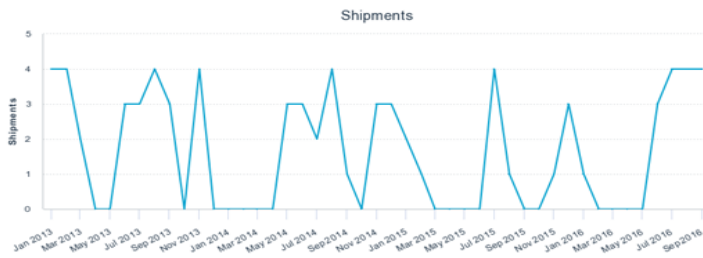 Shipments
5
4
3
2
1
0
Shipments
Jan 2013
Mar 2013
May 2013
Jul 2013
Sep 2013
Nov 2013
Jan 2014
Mar 2014
May 2014
Jul 2014
Sep 2014
Nov 2014
Jan 2015
Mar 2015
May 2015
Jul 2015
Sep 2015
Nov 2015
Jan 2016
Mar 2016
May 2016
Jul 2016
Sep 2016